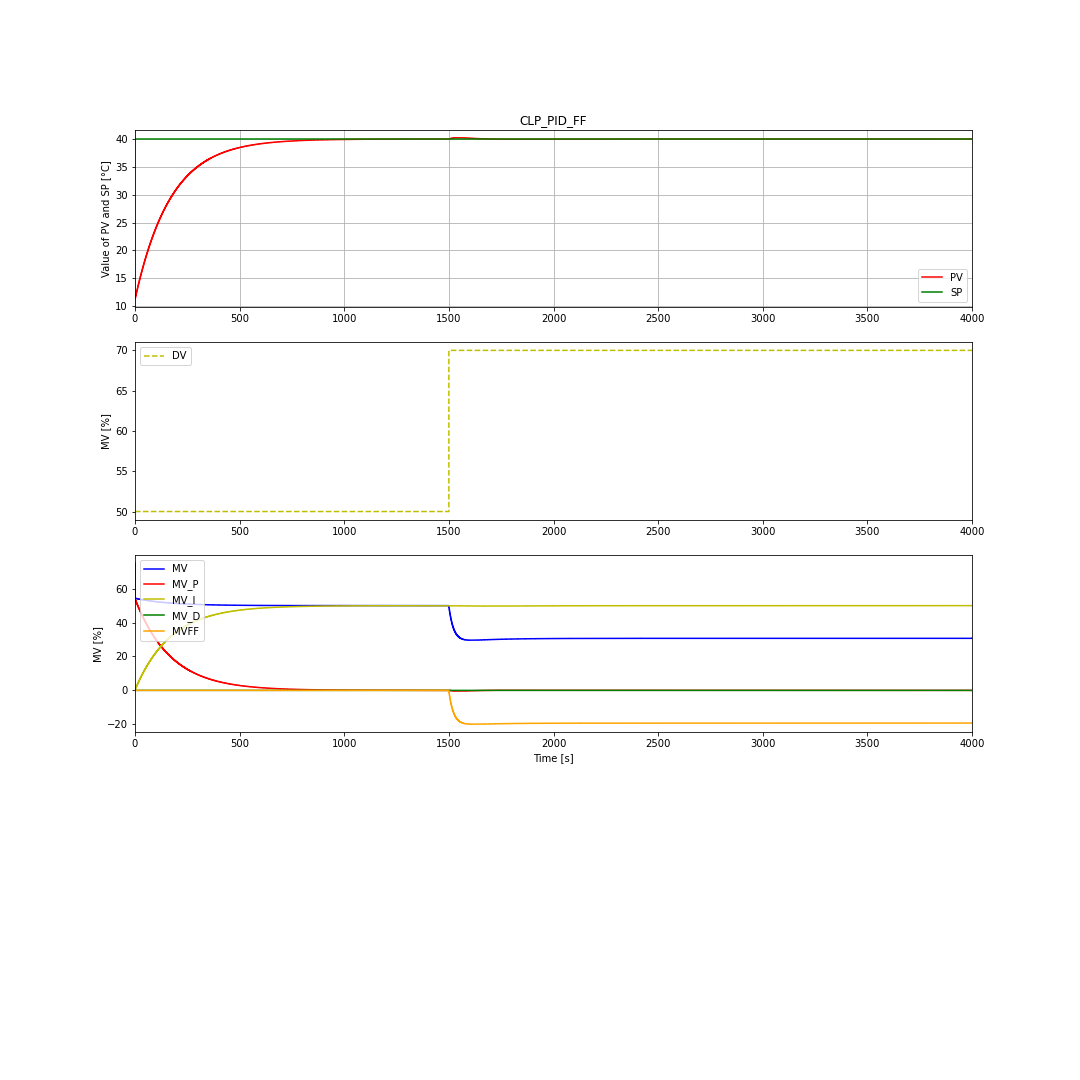 CLP_PID_FF
Value of PV and SP [°C]
40
35
30
25
20
15
10
PV
SP
0 500 1000 1500 2000 2500 3000 3500 4000
MV [%]
70
65
60
55
50
DV
0 500 1000 1500 2000 2500 3000 3500 4000
MV [%]
60
40
20
0
−20
MV
MV_P
MV_I
MV_D
MVFF
0 500 1000 1500 2000 2500 3000 3500 4000
Time [s]